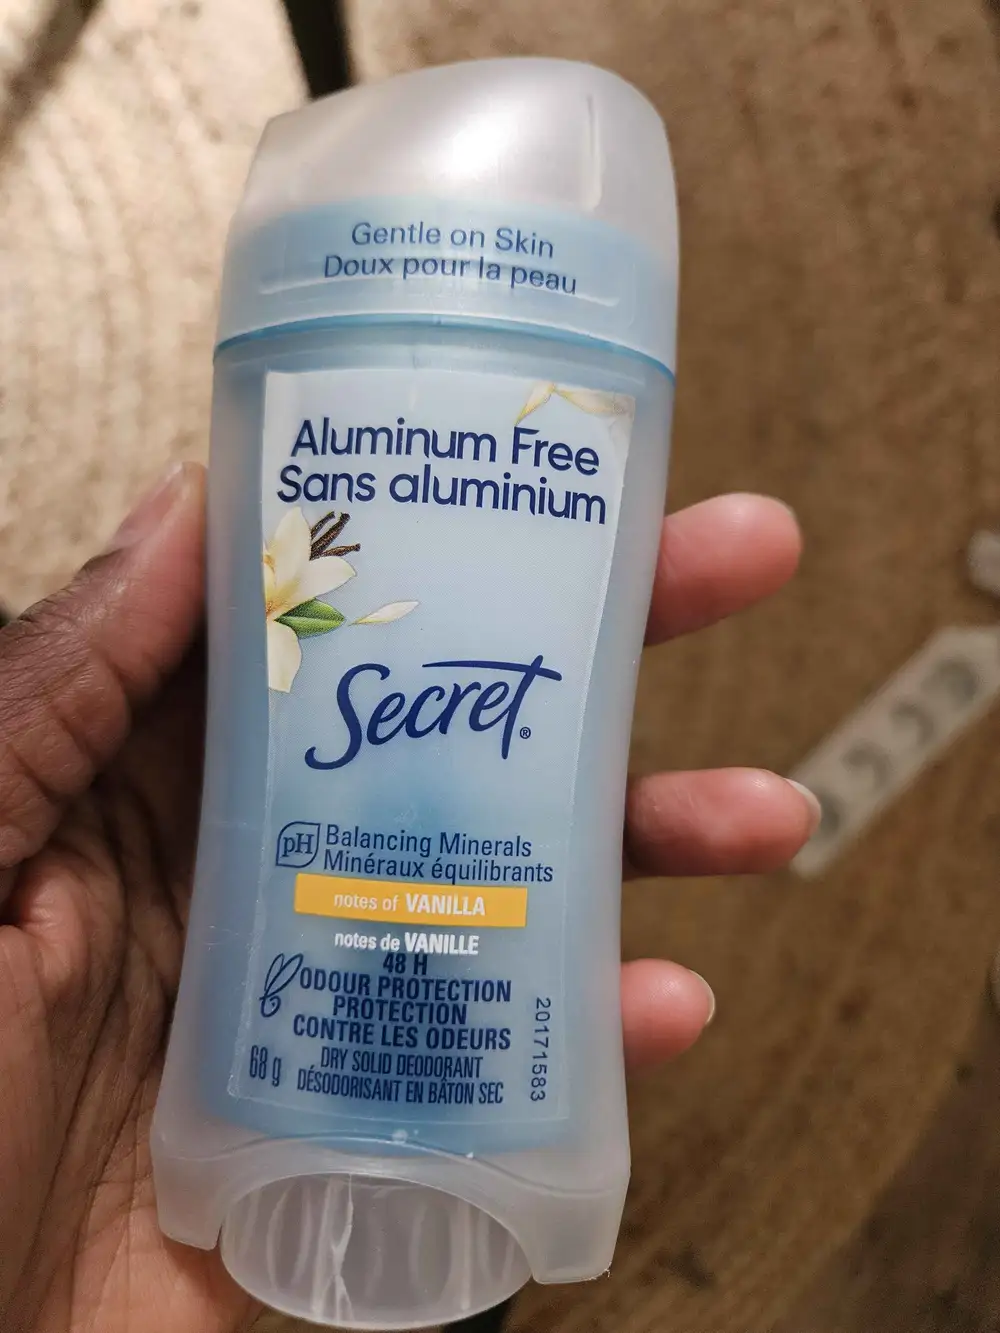 Gentle on Skin
Doux pour la peau
Aluminum Free
Sans aluminium
Secret®
pH
Balancing Minerals
Minéraux équilibrants
notes of VANILLA
notes de VANILLE
48 H
ODOUR PROTECTION
PROTECTION
CONTRE LES ODEURS
68 g
DRY SOLID DEODORANT
DÉSODORISANT EN BÂTON SEC
20171583